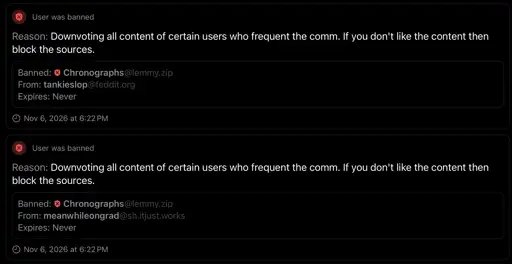 User was banned
Reason: Downvoting all content of certain users who frequent the comm. If you don't like the content then
block the sources.
Banned: Chronographs@lemmy.zip
From: tankieslop@feddit.org
Expires: Never
Nov 6, 2026 at 6:22 PM
User was banned
Reason: Downvoting all content of certain users who frequent the comm. If you don't like the content then
block the sources.
Banned: Chronographs@lemmy.zip
From: meanwhileongrad@sh.itjust.works
Expires: Never
Nov 6, 2026 at 6:22 PM